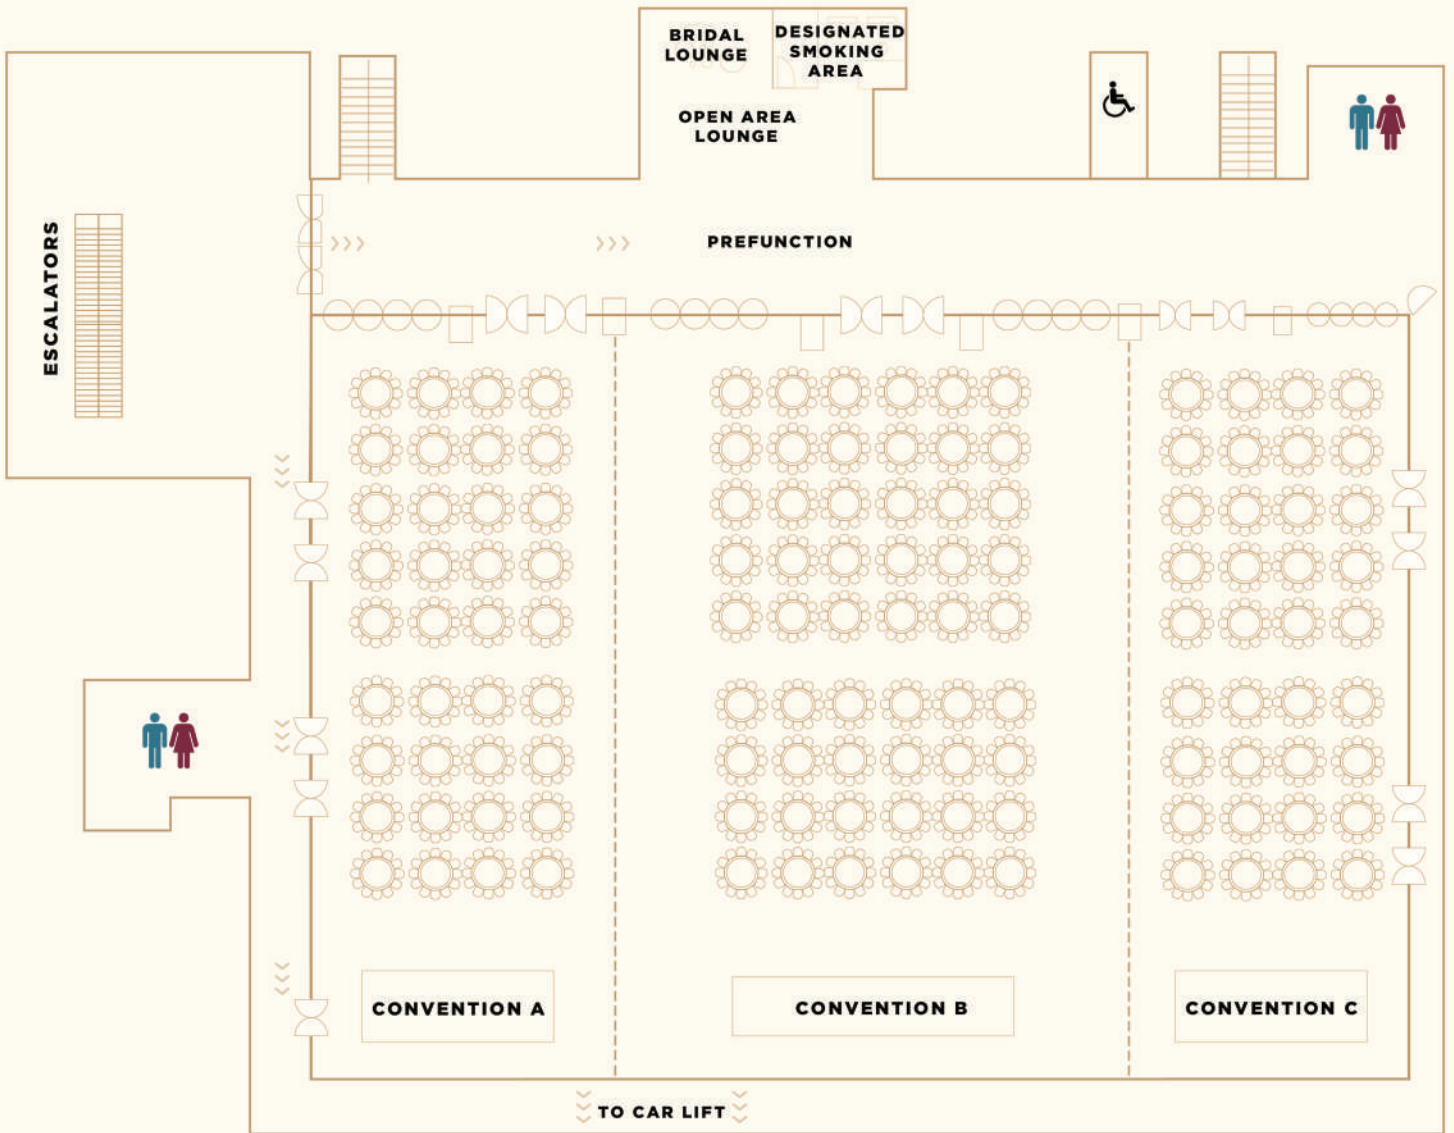 BRIDAL
LOUNGE
DESIGNATED
SMOKING
AREA
OPEN AREA
LOUNGE
ESCALATORS
PREFUNCTION
CONVENTION A
CONVENTION B
CONVENTION C
TO CAR LIFT